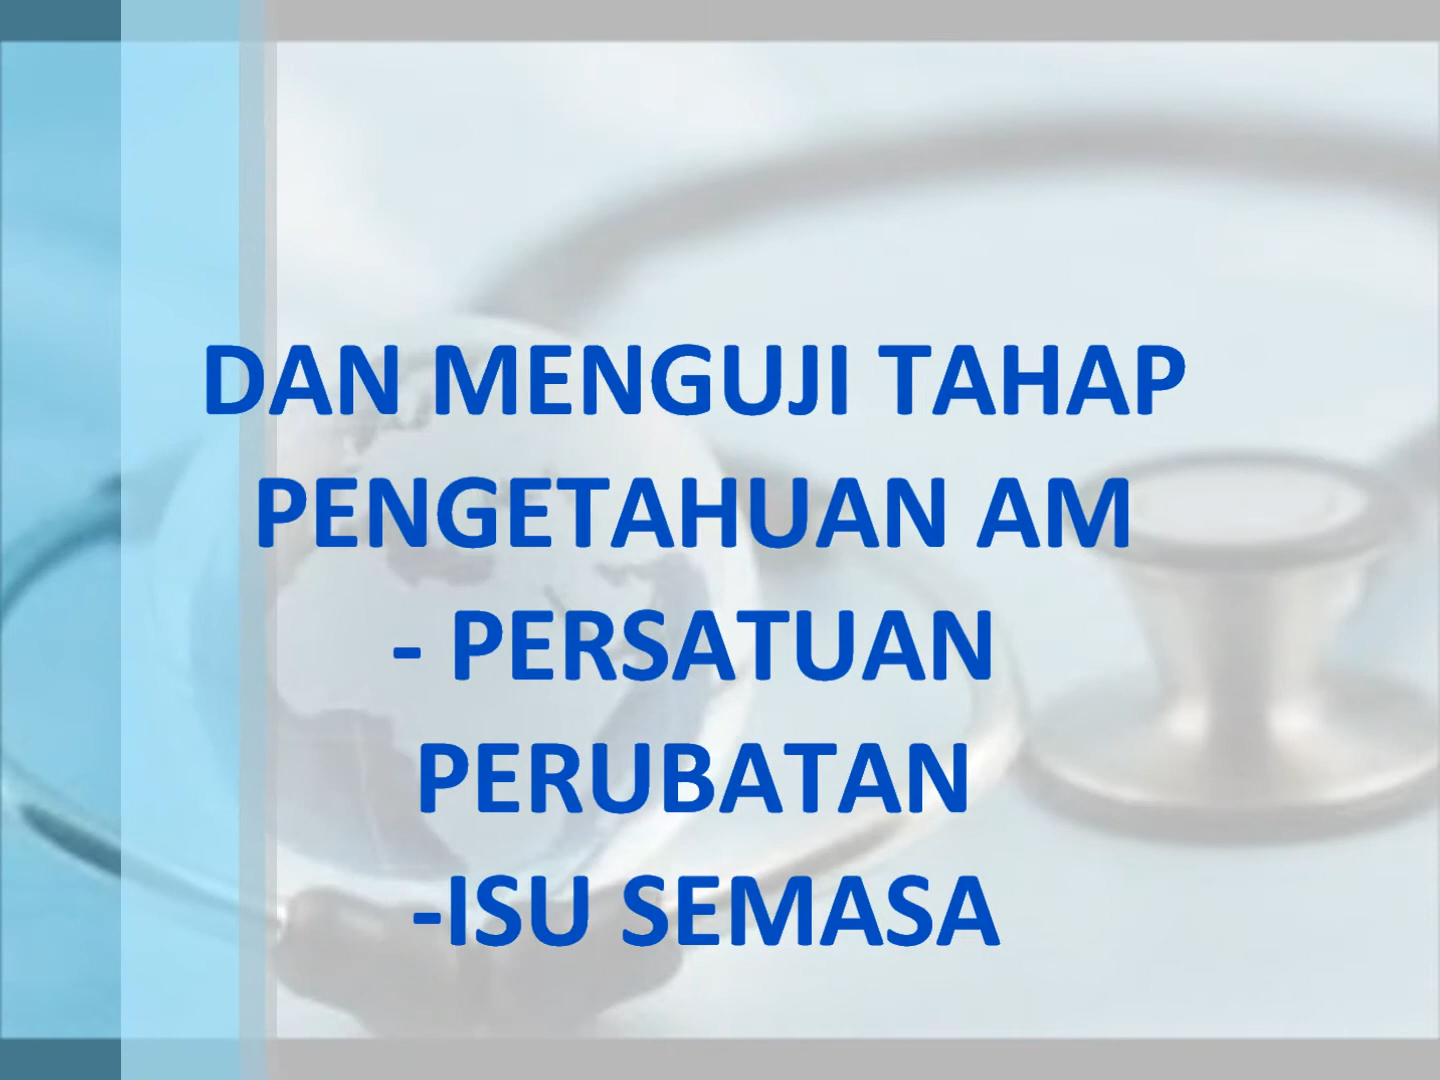 DAN MENGUJI TAHAP
PENGETAHUAN AM
- PERSATUAN
PERUBATAN
-ISU SEMASA